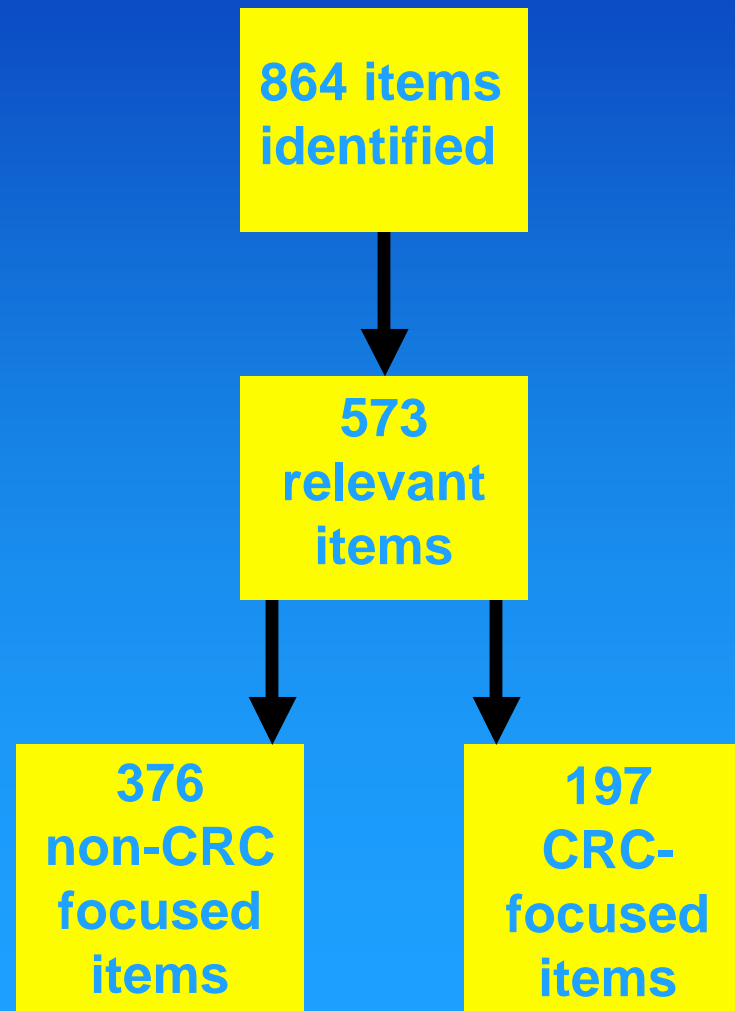 864 items
identified
573
relevant
items
376
non-CRC
focused
items
197
CRC-
focused
items